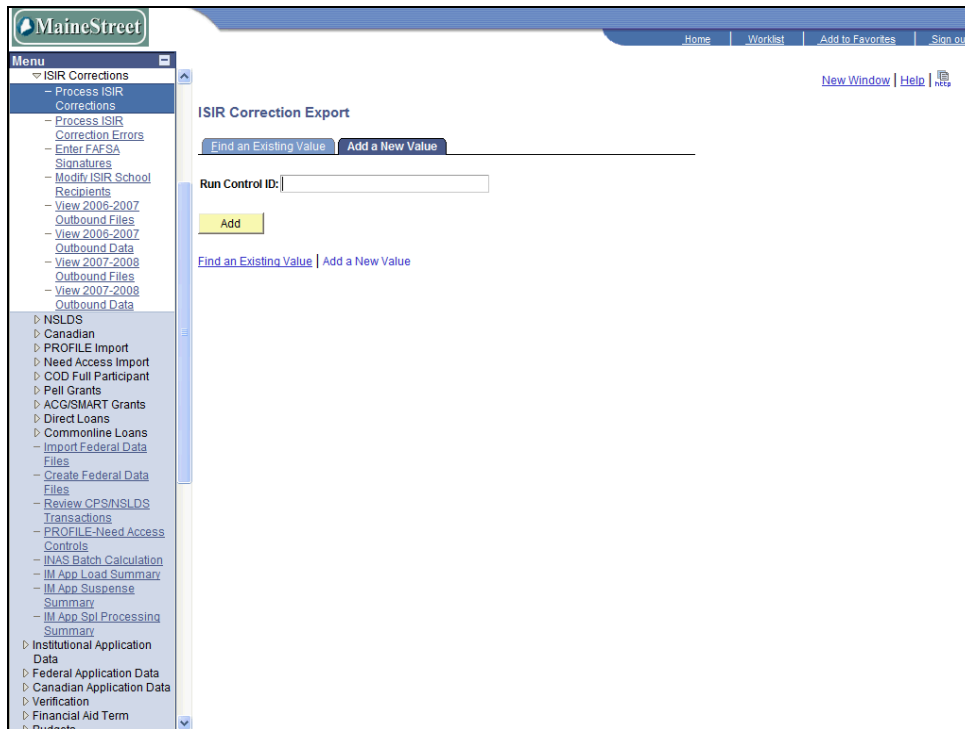 MaineStreet
Home
Worklist
Add to Favorites
Sign ou
Menu
ISIR Corrections
– Process ISIR
Corrections
– Process ISIR
Correction Errors
– Enter FAFSA
Signatures
– Modify ISIR School
Recipients
– View 2006-2007
Outbound Files
– View 2006-2007
Outbound Data
– View 2007-2008
Outbound Files
– View 2007-2008
Outbound Data
NSLDS
Canadian
PROFILE Import
Need Access Import
COD Full Participant
Pell Grants
ACG/SMART Grants
Direct Loans
Commonline Loans
– Import Federal Data
Files
– Create Federal Data
Files
– Review CPS/NSLDS
Transactions
– PROFILE-Need Access
Controls
– INAS Batch Calculation
– IM App Load Summary
– IM App Suspense
Summary
– IM App Spl Processing
Summary
Institutional Application
Data
Federal Application Data
Canadian Application Data
Verification
Financial Aid Term
Budgets
New Window | Help | http
ISIR Correction Export
Find an Existing Value
Add a New Value
Run Control ID:
Add
Find an Existing Value | Add a New Value